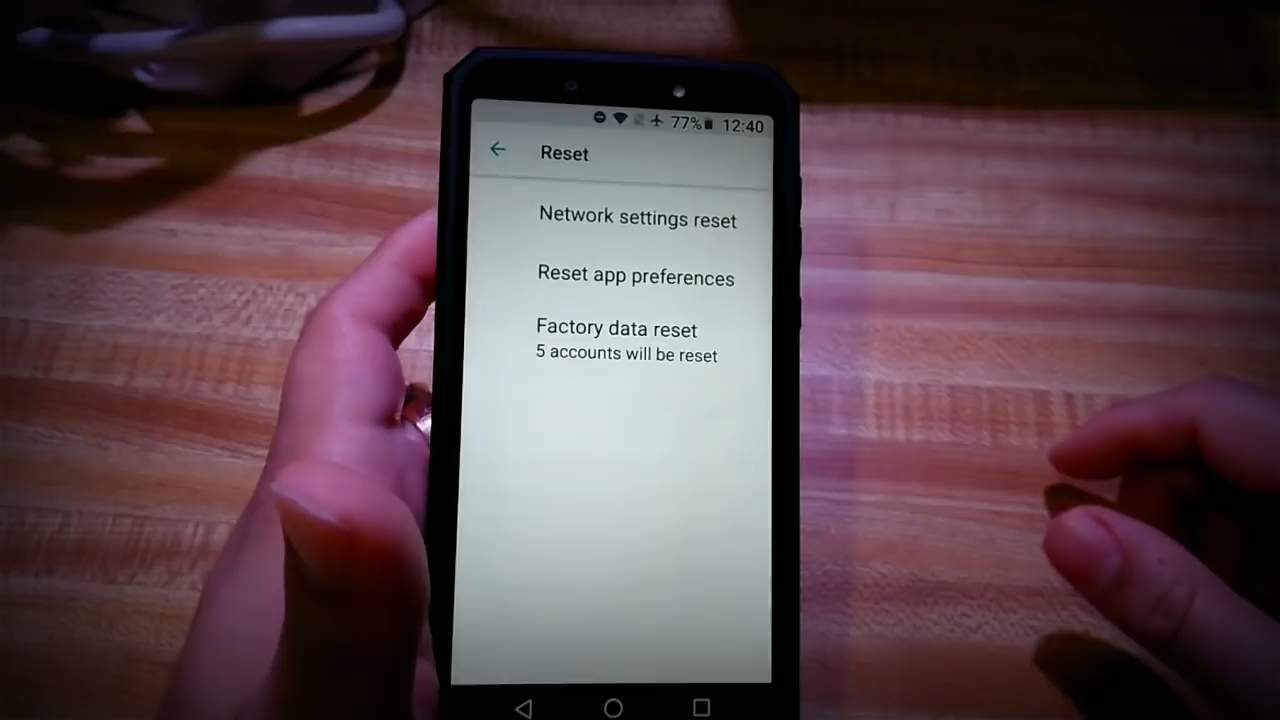 77% 12:40
Reset
Network settings reset
Reset app preferences
Factory data reset
5 accounts will be reset